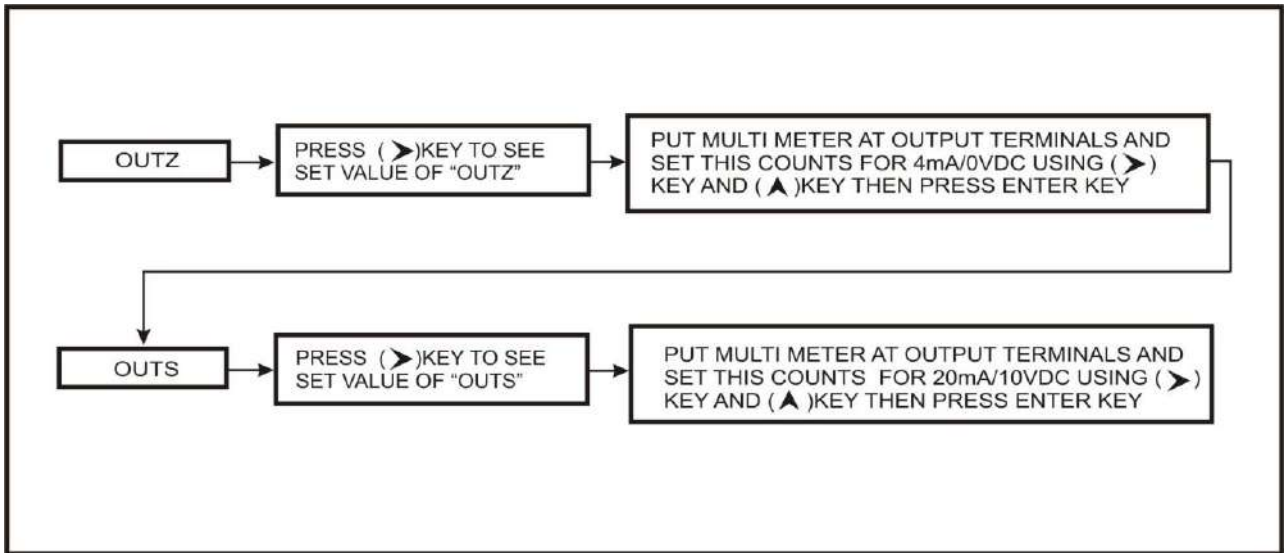 OUTZ
PRESS (➤)KEY TO SEE
SET VALUE OF "OUTZ"
PUT MULTI METER AT OUTPUT TERMINALS AND
SET THIS COUNTS FOR 4mA/0VDC USING (➤)
KEY AND (▲)KEY THEN PRESS ENTER KEY
OUTS
PRESS (➤)KEY TO SEE
SET VALUE OF "OUTS"
PUT MULTI METER AT OUTPUT TERMINALS AND
SET THIS COUNTS FOR 20mA/10VDC USING (➤)
KEY AND (▲)KEY THEN PRESS ENTER KEY